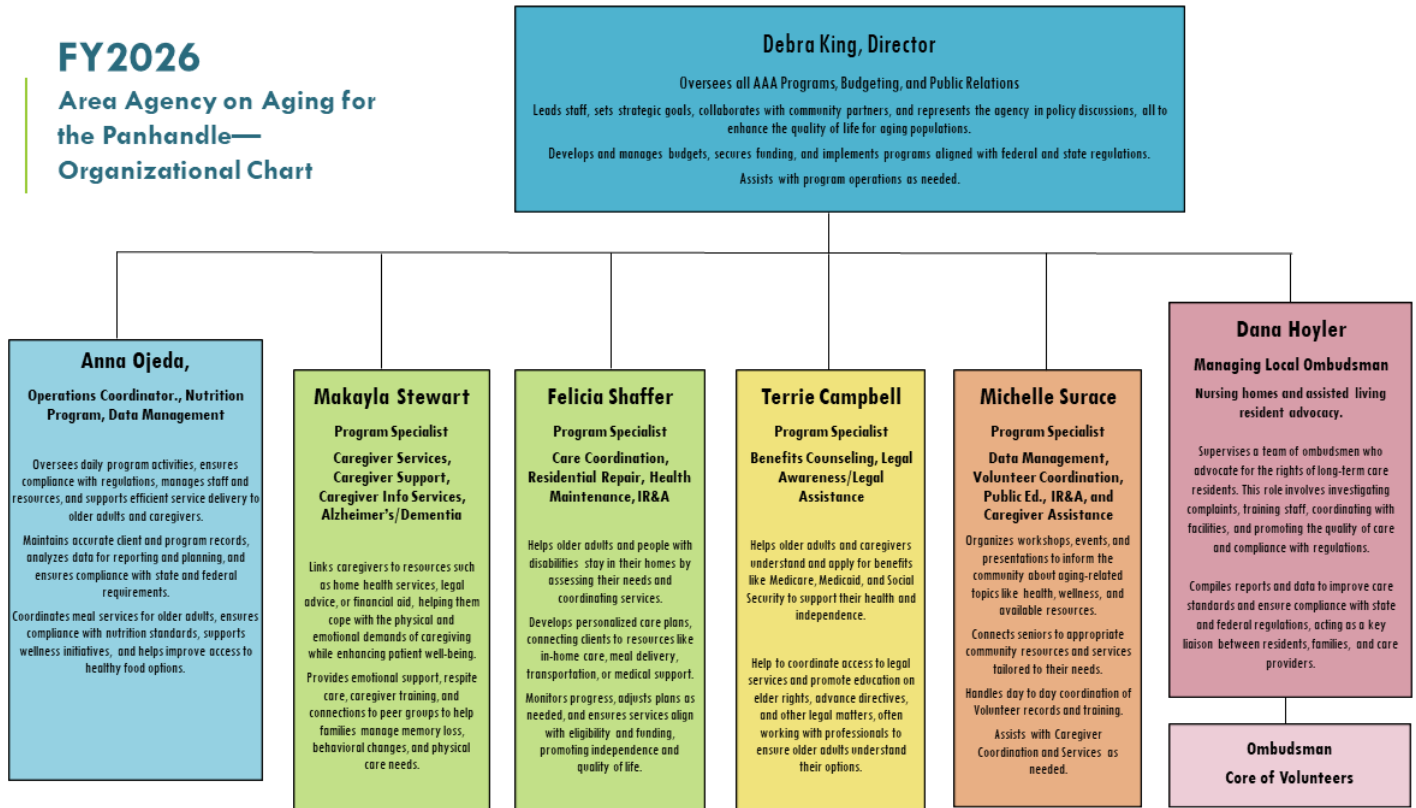 FY2026
Area Agency on Aging for
the Panhandle—
Organizational Chart
Debra King, Director
Oversees all AAA Programs, Budgeting, and Public Relations
Leads staff, sets strategic goals, collaborates with community partners, and represents the agency in policy discussions, all to
enhance the quality of life for aging populations.
Develops and manages budgets, secures funding, and implements programs aligned with federal and state regulations.
Assists with program operations as needed.
Anna Ojeda,
Operations Coordinator., Nutrition
Program, Data Management
Oversees daily program activities, ensures
compliance with regulations, manages staff and
resources, and supports efficient service delivery to
older adults and caregivers.
Maintains accurate client and program records,
analyzes data for reporting and planning, and
ensures compliance with state and federal
requirements.
Coordinates meal services for older adults, ensures
compliance with nutrition standards, supports
wellness initiatives, and helps improve access to
healthy food options.
Makayla Stewart
Program Specialist
Caregiver Services,
Caregiver Support,
Caregiver Info Services,
Alzheimer's/Dementia
Links caregivers to resources such
as home health services, legal
advice, or financial aid, helping them
cope with the physical and
emotional demands of caregiving
while enhancing patient well-being.
Provides emotional support, respite
care, caregiver training, and
connections to peer groups to help
families manage memory loss,
behavioral changes, and physical
care needs.
Felicia Shaffer
Program Specialist
Care Coordination,
Residential Repair, Health
Maintenance, IR&A
Helps older adults and people with
disabilities stay in their homes by
assessing their needs and
coordinating services.
Develops personalized care plans,
connecting clients to resources like
in-home care, meal delivery,
transportation, or medical support.
Monitors progress, adjusts plans as
needed, and ensures services align
with eligibility and funding,
promoting independence and
quality of life.
Terrie Campbell
Program Specialist
Benefits Counseling, Legal
Awareness/Legal
Assistance
Helps older adults and caregivers
understand and apply for benefits
like Medicare, Medicaid, and Social
Security to support their health and
independence.
Help to coordinate access to legal
services and promote education on
elder rights, advance directives,
and other legal matters, often
working with professionals to
ensure older adults understand
their options.
Michelle Surace
Program Specialist
Data Management,
Volunteer Coordination,
Public Ed., IR&A, and
Caregiver Assistance
Organizes workshops, events, and
presentations to inform the
community about aging-related
topics like health, wellness, and
available resources.
Connects seniors to appropriate
community resources and services
tailored to their needs.
Handles day to day coordination of
Volunteer records and training.
Assists with Caregiver
Coordination and Services as
needed.
Dana Hoyler
Managing Local Ombudsman
Nursing homes and assisted living
resident advocacy.
Supervises a team of ombudsmen who
advocate for the rights of long-term care
residents. This role involves investigating
complaints, training staff, coordinating with
facilities, and promoting the quality of care
and compliance with regulations.
Compiles reports and data to improve care
standards and ensure compliance with state
and federal regulations, acting as a key
liaison between residents, families, and care
providers.
Ombudsman
Core of Volunteers